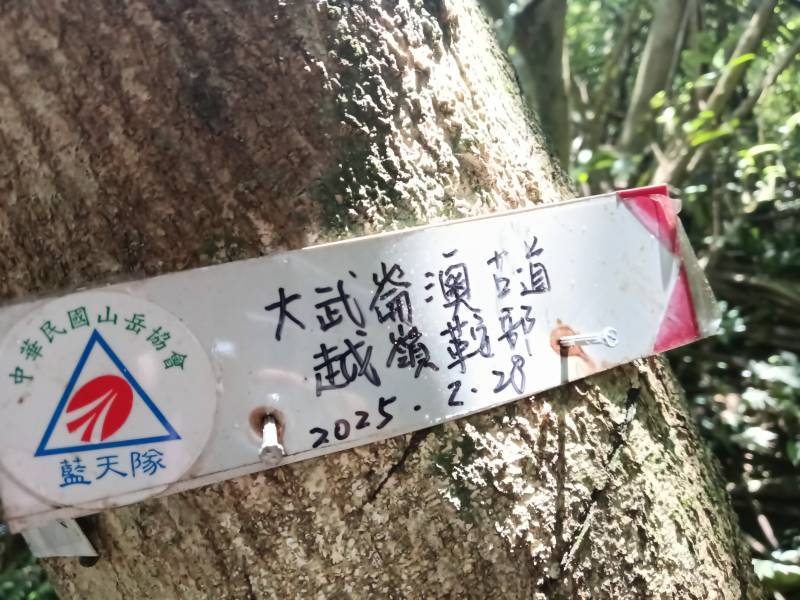 中華民國山岳協會
藍天隊
大武崙澳古道
越嶺鞍部
2025.2.28